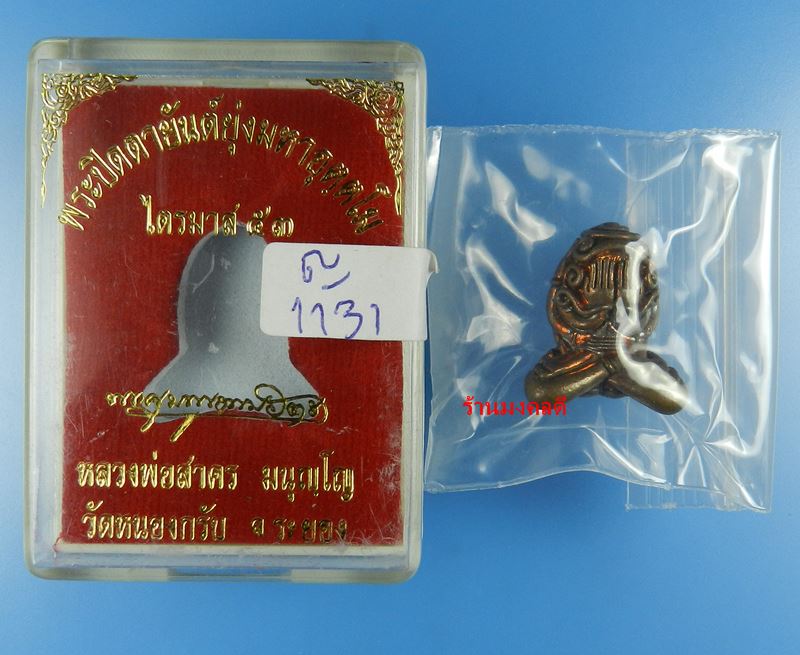 พระปิดตายันต์ยุ่งมหาอุตตโม
ไตรมาส ๕๓
1131
หลวงพ่อสาคร มนุญโญ
วัดหนองกรับ จ ระยอง
ร้านมงคลดี